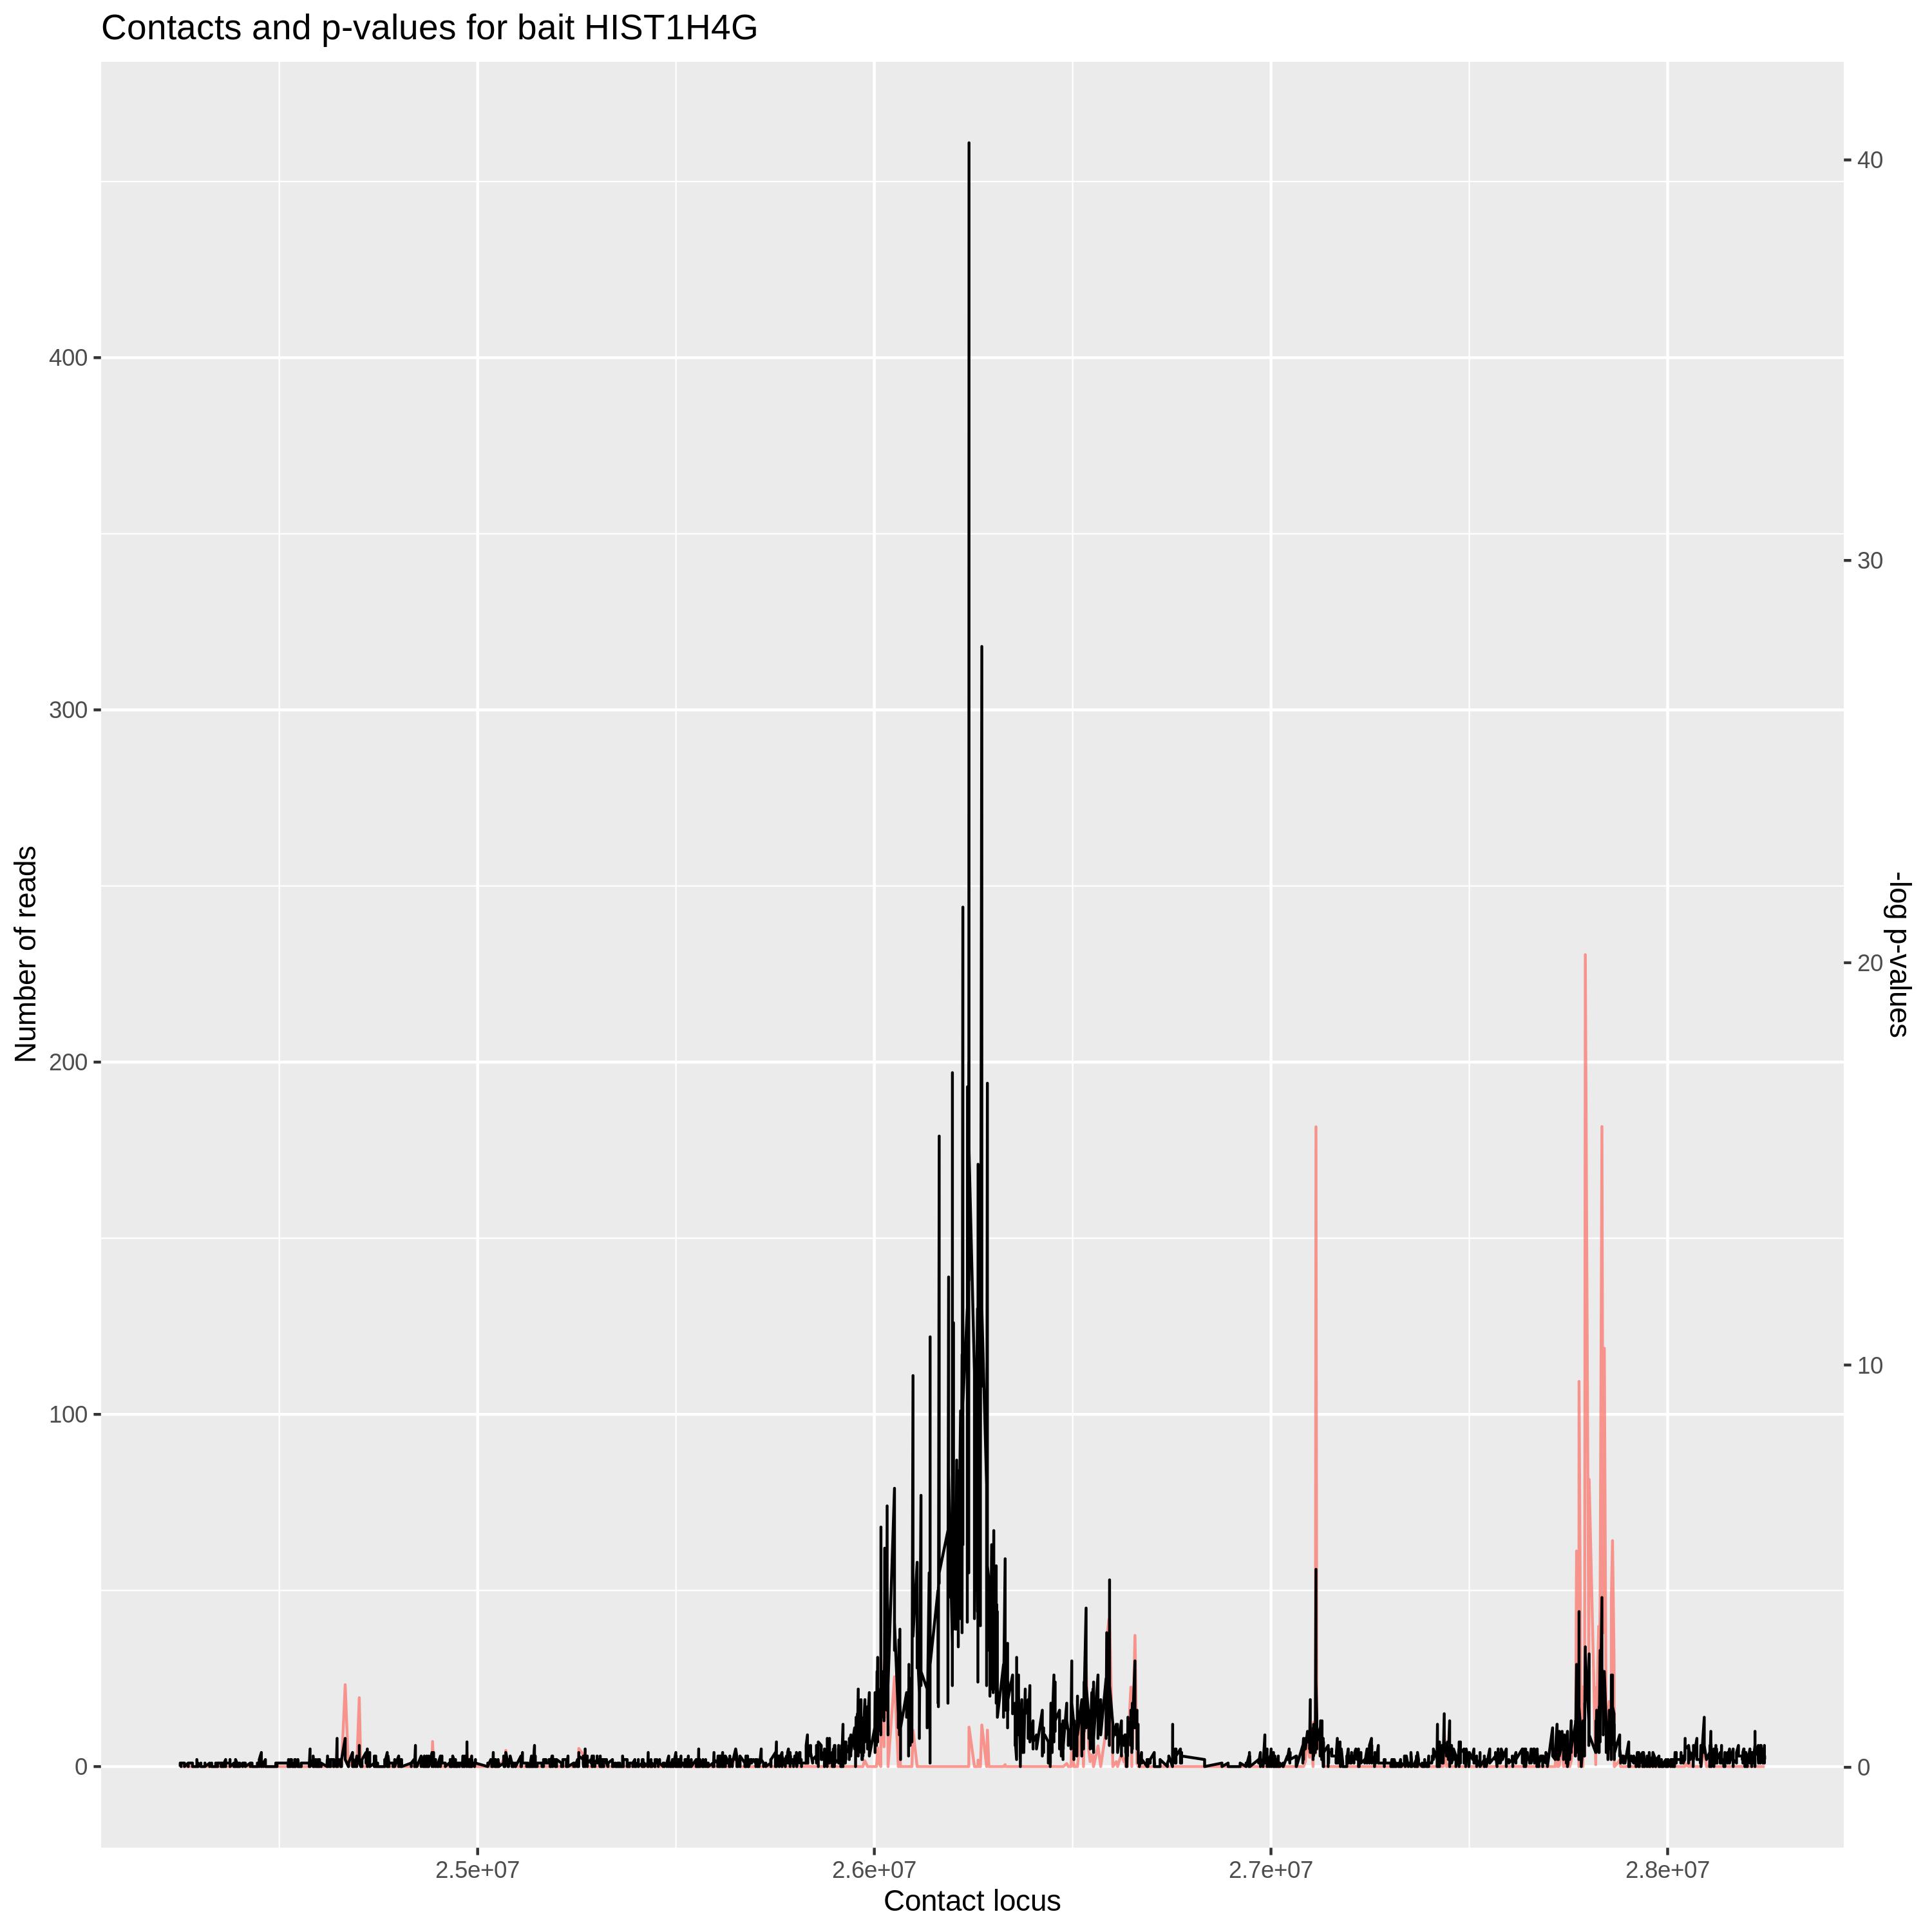 Contacts and p-values for bait HIST1H4G
400
300
200
100
0
Number of reads
40
30
20
10
0
-log p-values
2.5e+07
2.6e+07
2.7e+07
2.8e+07
Contact locus